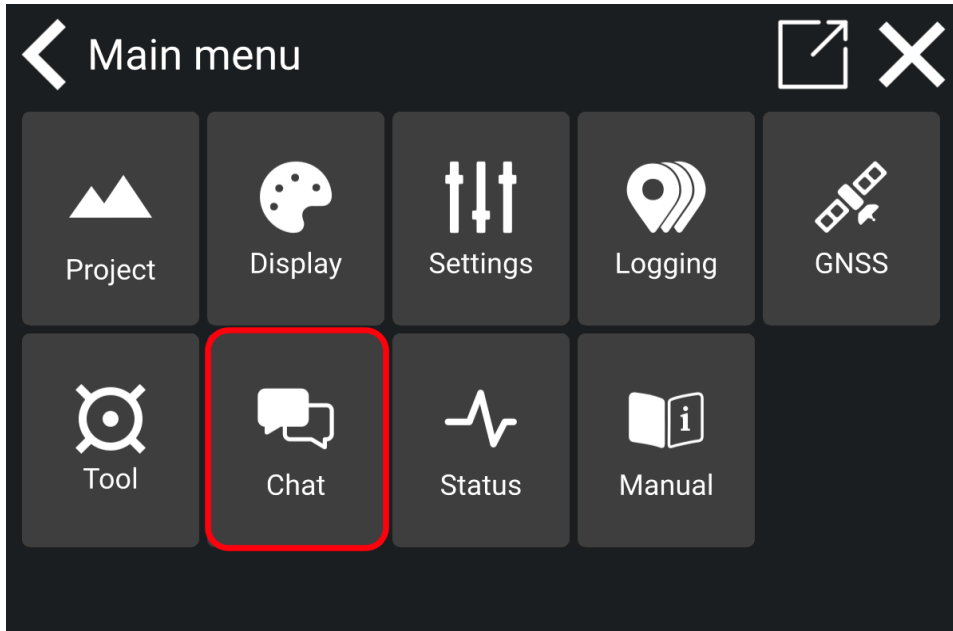 Main menu
Project
Display
Settings
Logging
GNSS
Tool
Chat
Status
i
Manual